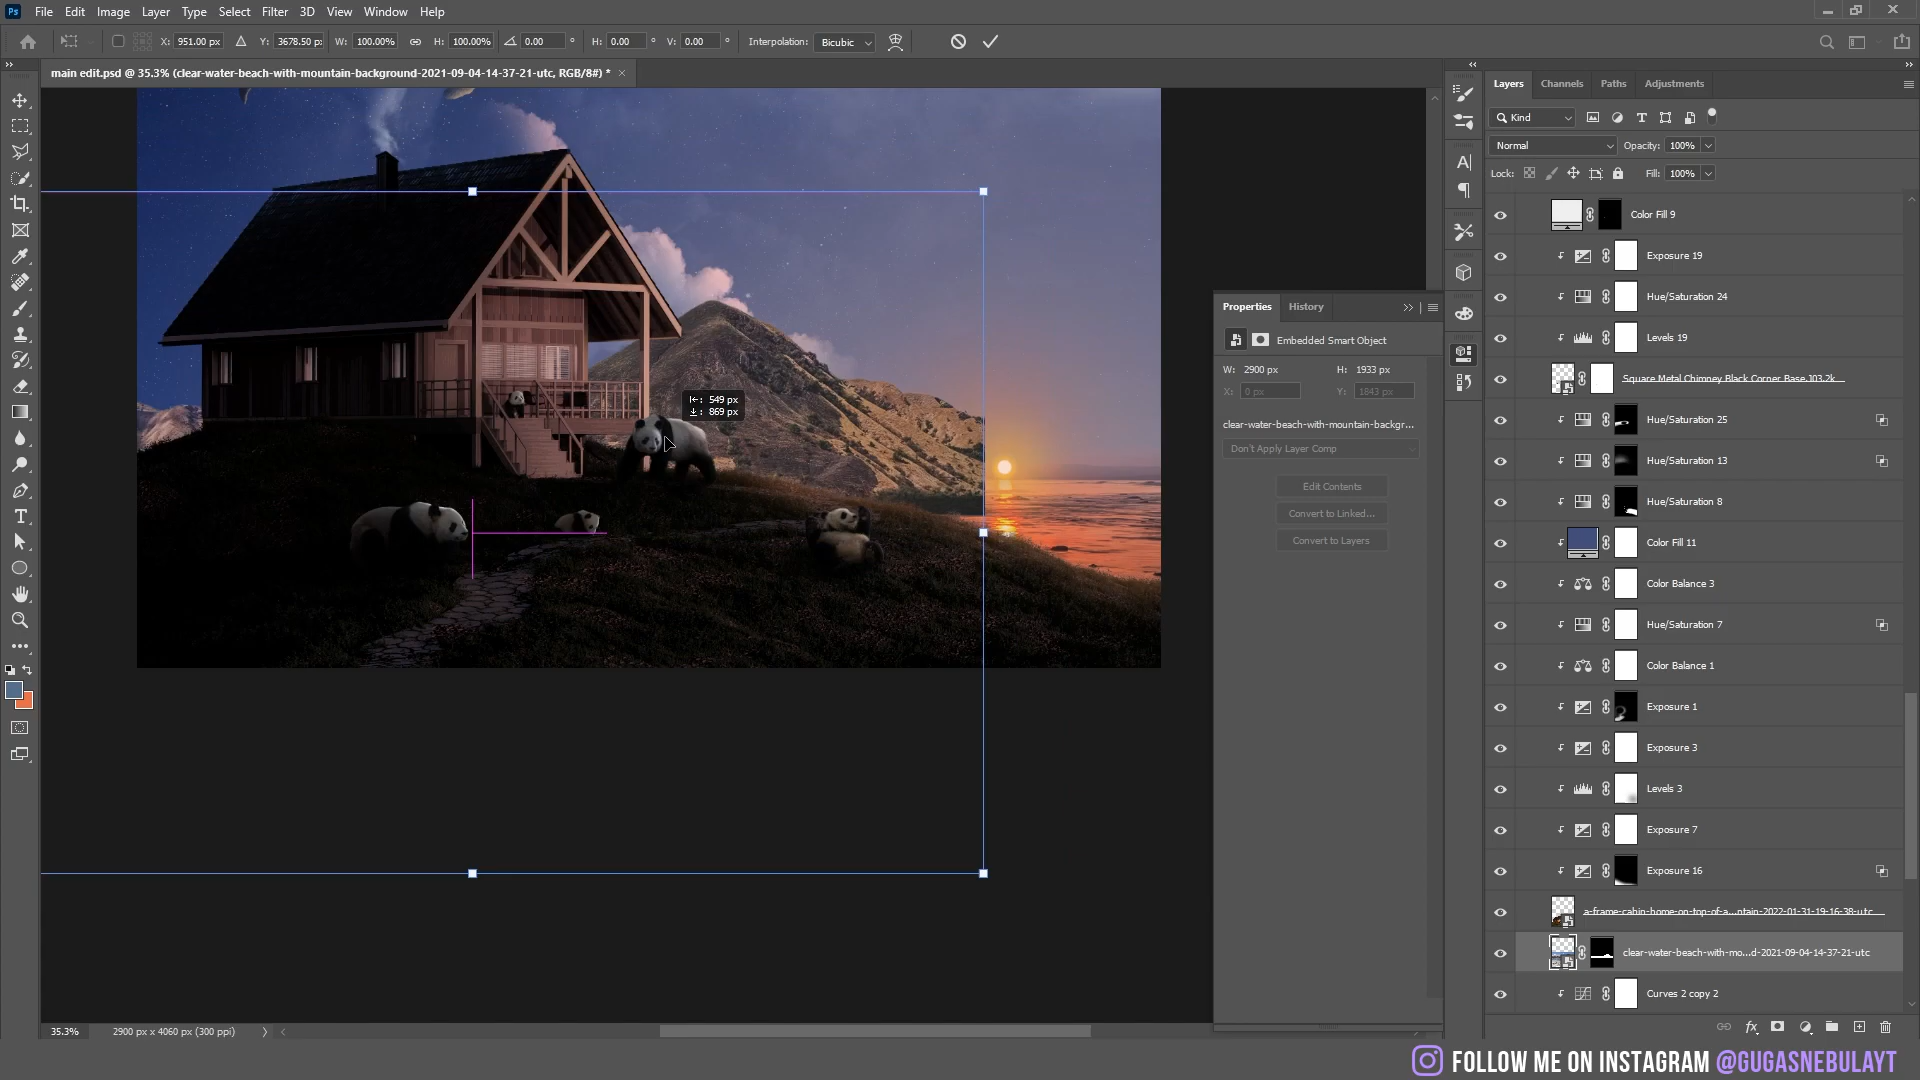 Ps File Edit Image Layer Type Select Filter 3D View Window Help
X: 951.00 px Y: 3678.50 px W: 100.00% H: 100.00% 0.00 ° H: 0.00 ° V: 0.00 ° Interpolation: Bicubic
main edit.psd @ 35.3% (clear-water-beach-with-mountain-background-2021-09-04-14-37-21-utc, RGB/8#) * ×
Layers Channels Paths Adjustments
Kind
Normal Opacity: 100%
Lock: Fill: 100%
Color Fill 9
Exposure 19
Hue/Saturation 24
Levels 19
Square Metal Chimney Black Corner Base.103.2k
Hue/Saturation 25
Hue/Saturation 13
Hue/Saturation 8
Color Fill 11
Color Balance 3
Hue/Saturation 7
Color Balance 1
Exposure 1
Exposure 3
Levels 3
Exposure 7
Exposure 16
a-frame-cabin-home-on-top-of-a...ntain-2022-01-31-19-16-38-utc
clear-water-beach-with-mo...d-2021-09-04-14-37-21-utc
Curves 2 copy 2
Properties History
Embedded Smart Object
W: 2900 px H: 1933 px
X: 0 px Y: 1843 px
clear-water-beach-with-mountain-backgr...
Don't Apply Layer Comp
Edit Contents
Convert to Linked...
Convert to Layers
549 px
869 px
35.3% 2900 px x 4060 px (300 ppi)
FOLLOW ME ON INSTAGRAM @GUGASNEBULAYT